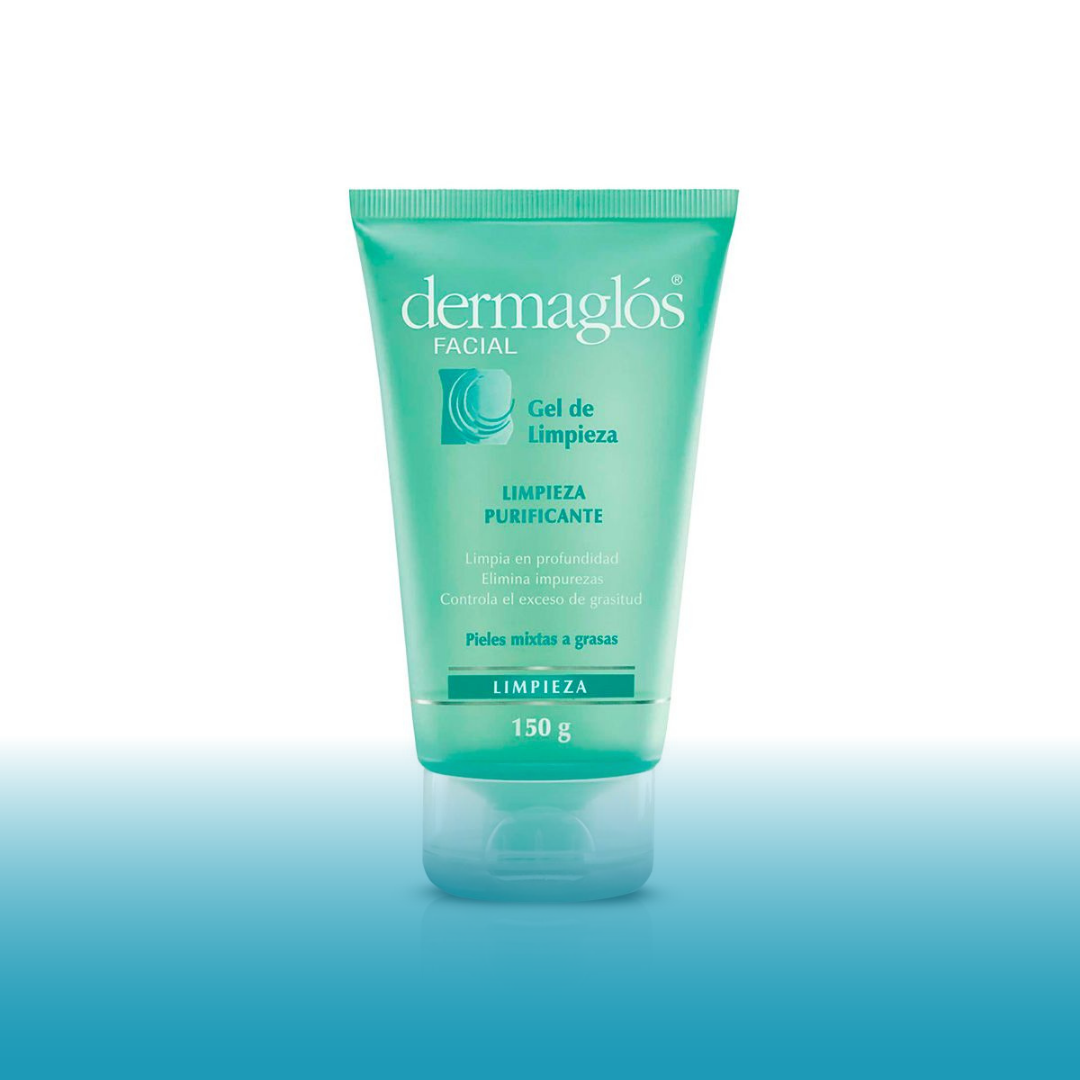 dermaglós®
FACIAL
Gel de
Limpieza
LIMPIEZA
PURIFICANTE
Limpia en profundidad
Elimina impurezas
Controla el exceso de grasitud
Pieles mixtas a grasas
LIMPIEZA
150 g